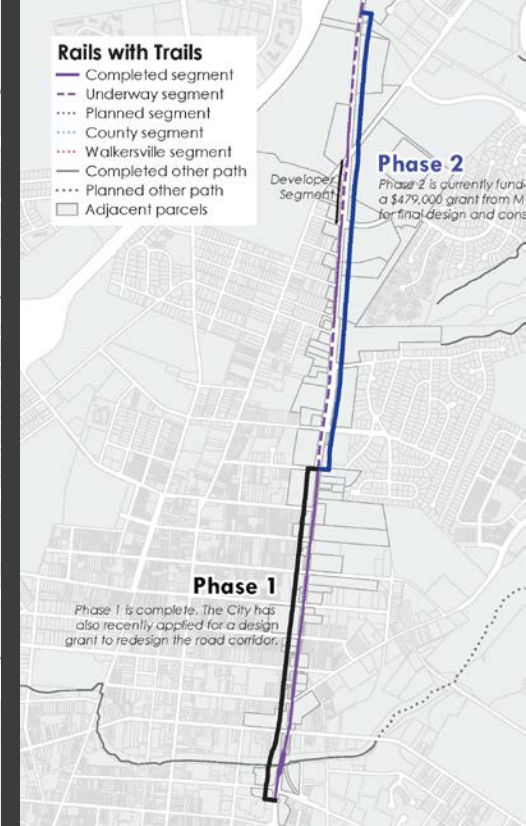 Rails with Trails
Completed segment
Underway segment
Planned segment
County segment
Walkersville segment
Completed other path
Planned other path
Adjacent parcels
Developer
Segment
Phase 2
Phase 2 is currently fund
a $479,000 grant from M
for final design and cons
Phase 1
Phase 1 is complete. The City has
also recently applied for a design
grant to redesign the road corridor.